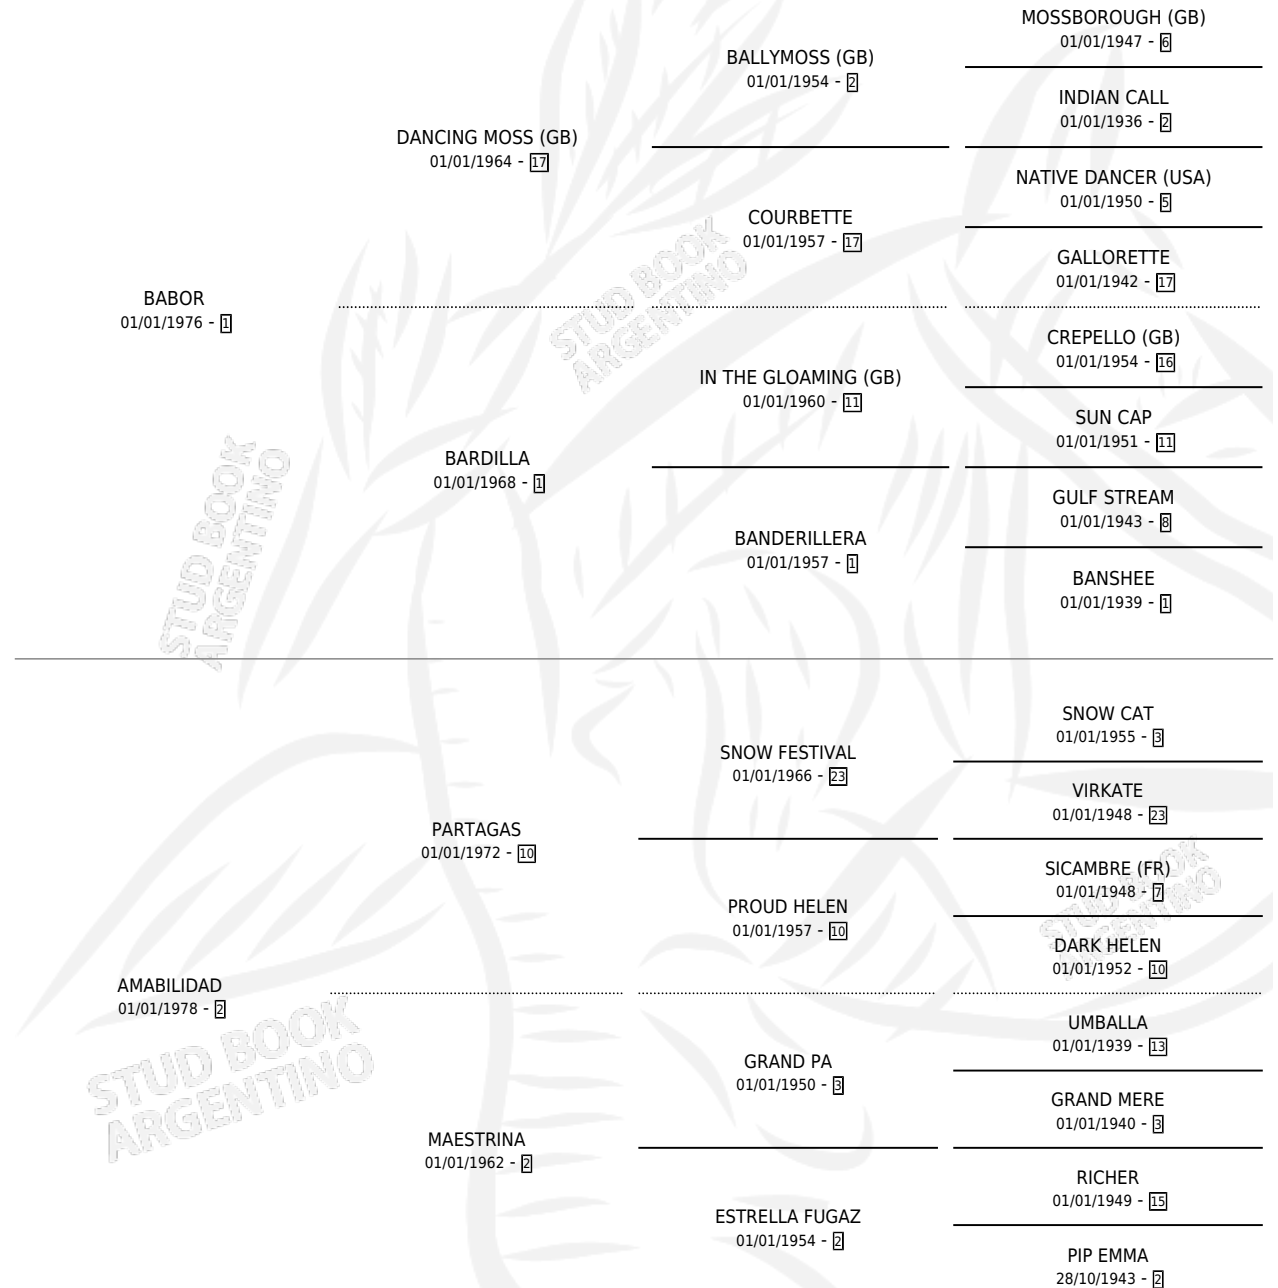 MOSSBOROUGH (GB)
01/01/1947 - 6
BALLYMOSS (GB)
01/01/1954 - 2
INDIAN CALL
01/01/1936 - 2
DANCING MOSS (GB)
01/01/1964 - 17
NATIVE DANCER (USA)
01/01/1950 - 5
COURBETTE
01/01/1957 - 17
GALLORETTE
01/01/1942 - 17
BABOR
01/01/1976 - 1
CREPELLO (GB)
01/01/1954 - 16
IN THE GLOAMING (GB)
01/01/1960 - 11
SUN CAP
01/01/1951 - 11
BARDILLA
01/01/1968 - 1
GULF STREAM
01/01/1943 - 8
BANDERILLERA
01/01/1957 - 1
BANSHEE
01/01/1939 - 1
SNOW CAT
01/01/1955 - 3
SNOW FESTIVAL
01/01/1966 - 23
VIRKATE
01/01/1948 - 23
PARTAGAS
01/01/1972 - 10
SICAMBRE (FR)
01/01/1948 - 7
PROUD HELEN
01/01/1957 - 10
DARK HELEN
01/01/1952 - 10
AMABILIDAD
01/01/1978 - 2
UMBALLA
01/01/1939 - 13
GRAND PA
01/01/1950 - 3
GRAND MERE
01/01/1940 - 3
MAESTRINA
01/01/1962 - 2
RICHER
01/01/1949 - 15
ESTRELLA FUGAZ
01/01/1954 - 2
PIP EMMA
28/10/1943 - 2
STUD BOOK
ARGENTINO
STUD BOOK
ARGENTINO
STUD BOOK
ARGENTINO
STUD BOOK
ARGENTINO